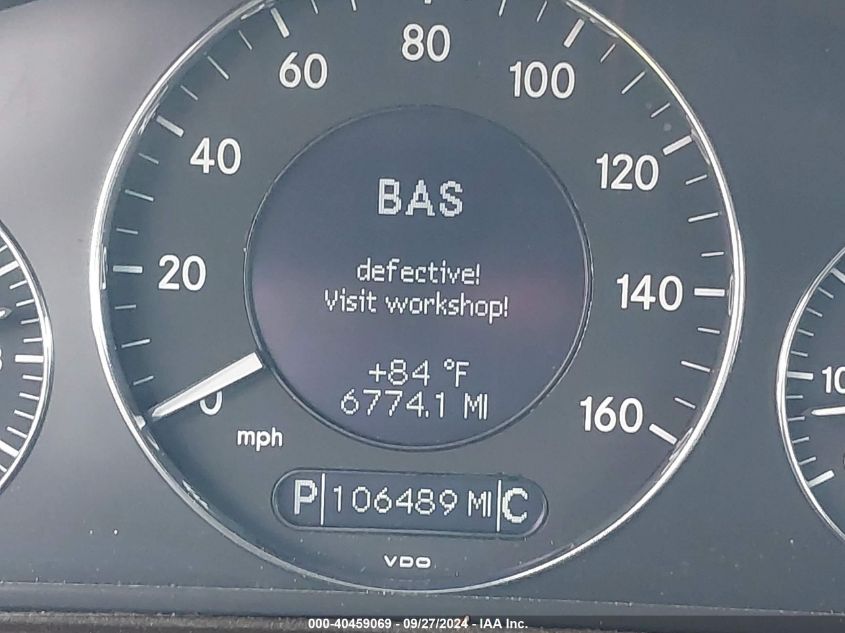 80
60
100
40
120
BAS
20
defective!
Visit workshop!
140
+84 °F
6774.1 MI
0
160
mph
10
P 106489 MI C
VDO
000-40459069 - 09/27/2024 - IAA Inc.